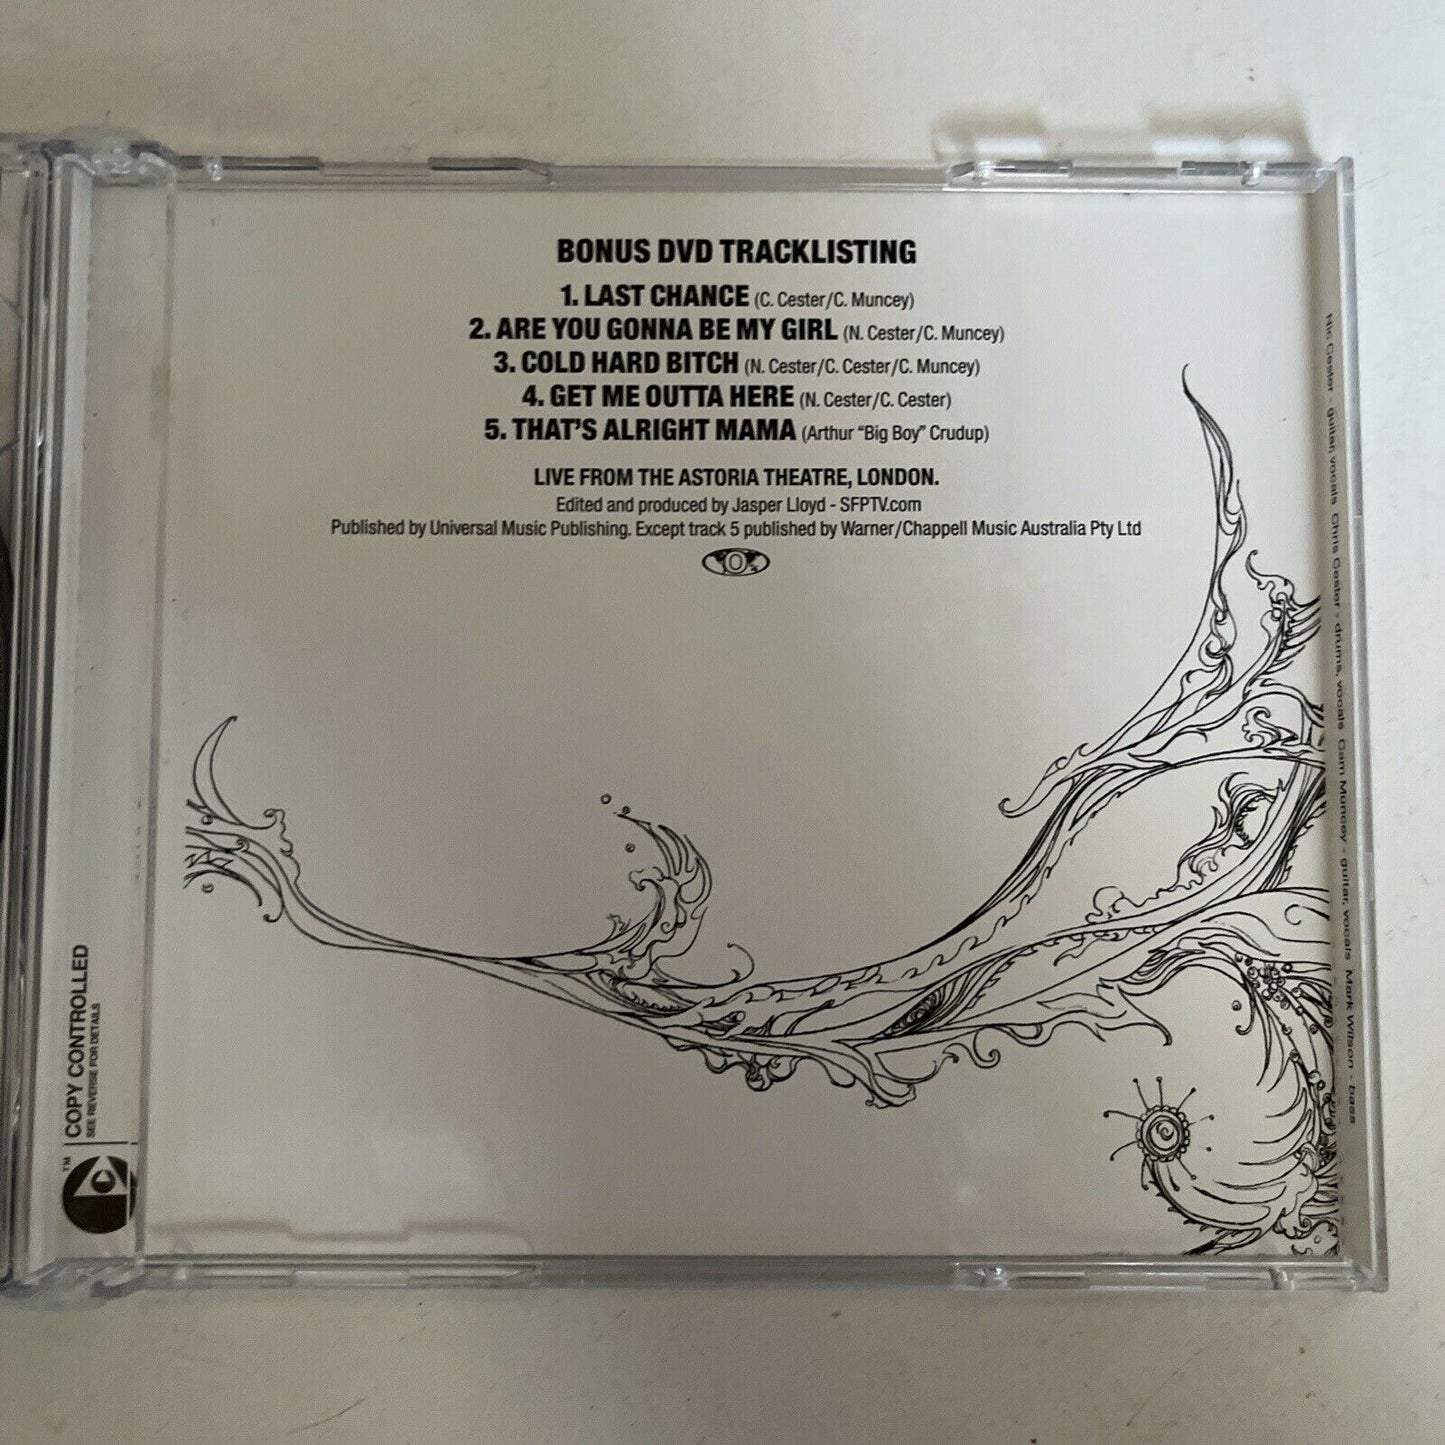 BONUS DVD TRACKLISTING
1. LAST CHANCE (C. Cester/C. Muncey)
2. ARE YOU GONNA BE MY GIRL (N. Cester/C. Muncey)
3. COLD HARD BITCH (N. Cester/C. Cester/C. Muncey)
4. GET ME OUTTA HERE (N. Cester/C. Cester)
5. THAT'S ALRIGHT MAMA (Arthur “Big Boy” Crudup)
LIVE FROM THE ASTORIA THEATRE, LONDON.
Edited and produced by Jasper Lloyd - SFPTV.com
Published by Universal Music Publishing. Except track 5 published by Warner/Chappell Music Australia Pty Ltd
Nic Cester - guitar, vocals Chris Cester - drums, vocals Cam Muncey - guitar, vocals Mark Wilson - bass
COPY CONTROLLED
SEE REVERSE FOR DETAILS
TM
C